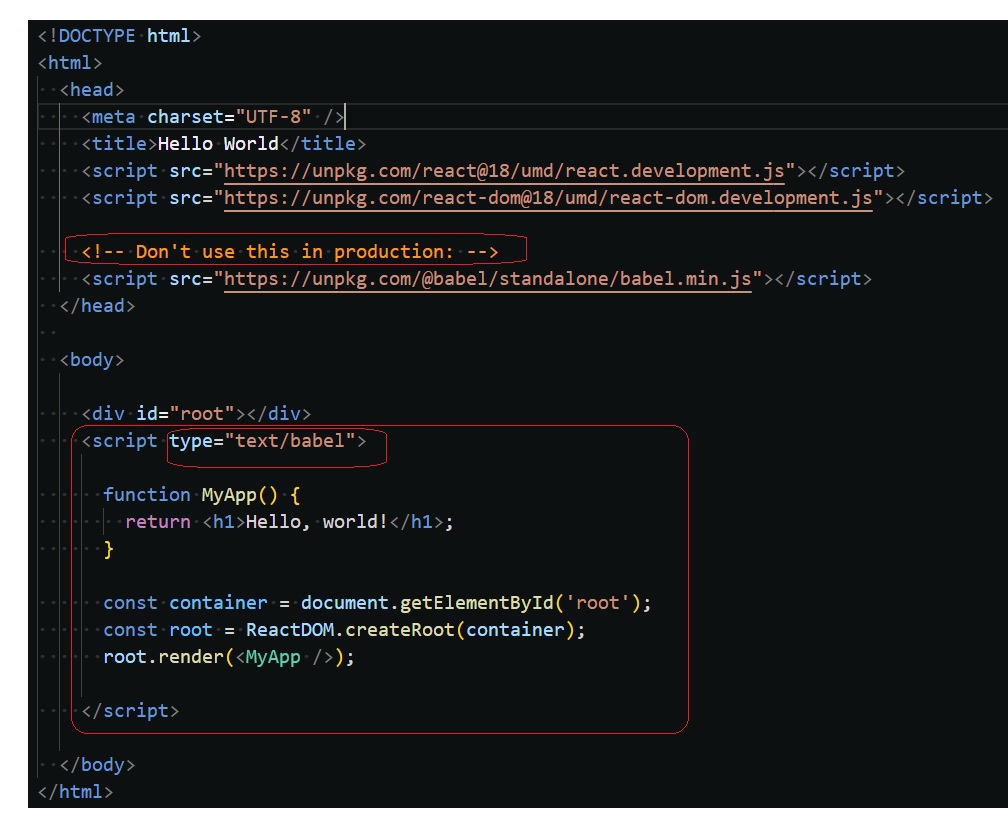 <!DOCTYPE html>
<html>
<head>
<meta charset="UTF-8" />
<title>Hello World</title>
<script src="https://unpkg.com/react@18/umd/react.development.js"></script>
<script src="https://unpkg.com/react-dom@18/umd/react-dom.development.js"></script>
<!-- Don't use this in production: -->
<script src="https://unpkg.com/@babel/standalone/babel.min.js"></script>
</head>
<body>
<div id="root"></div>
<script type="text/babel">
function MyApp() {
return <h1>Hello, world!</h1>;
}
const container = document.getElementById('root');
const root = ReactDOM.createRoot(container);
root.render(<MyApp />);
</script>
</body>
</html>